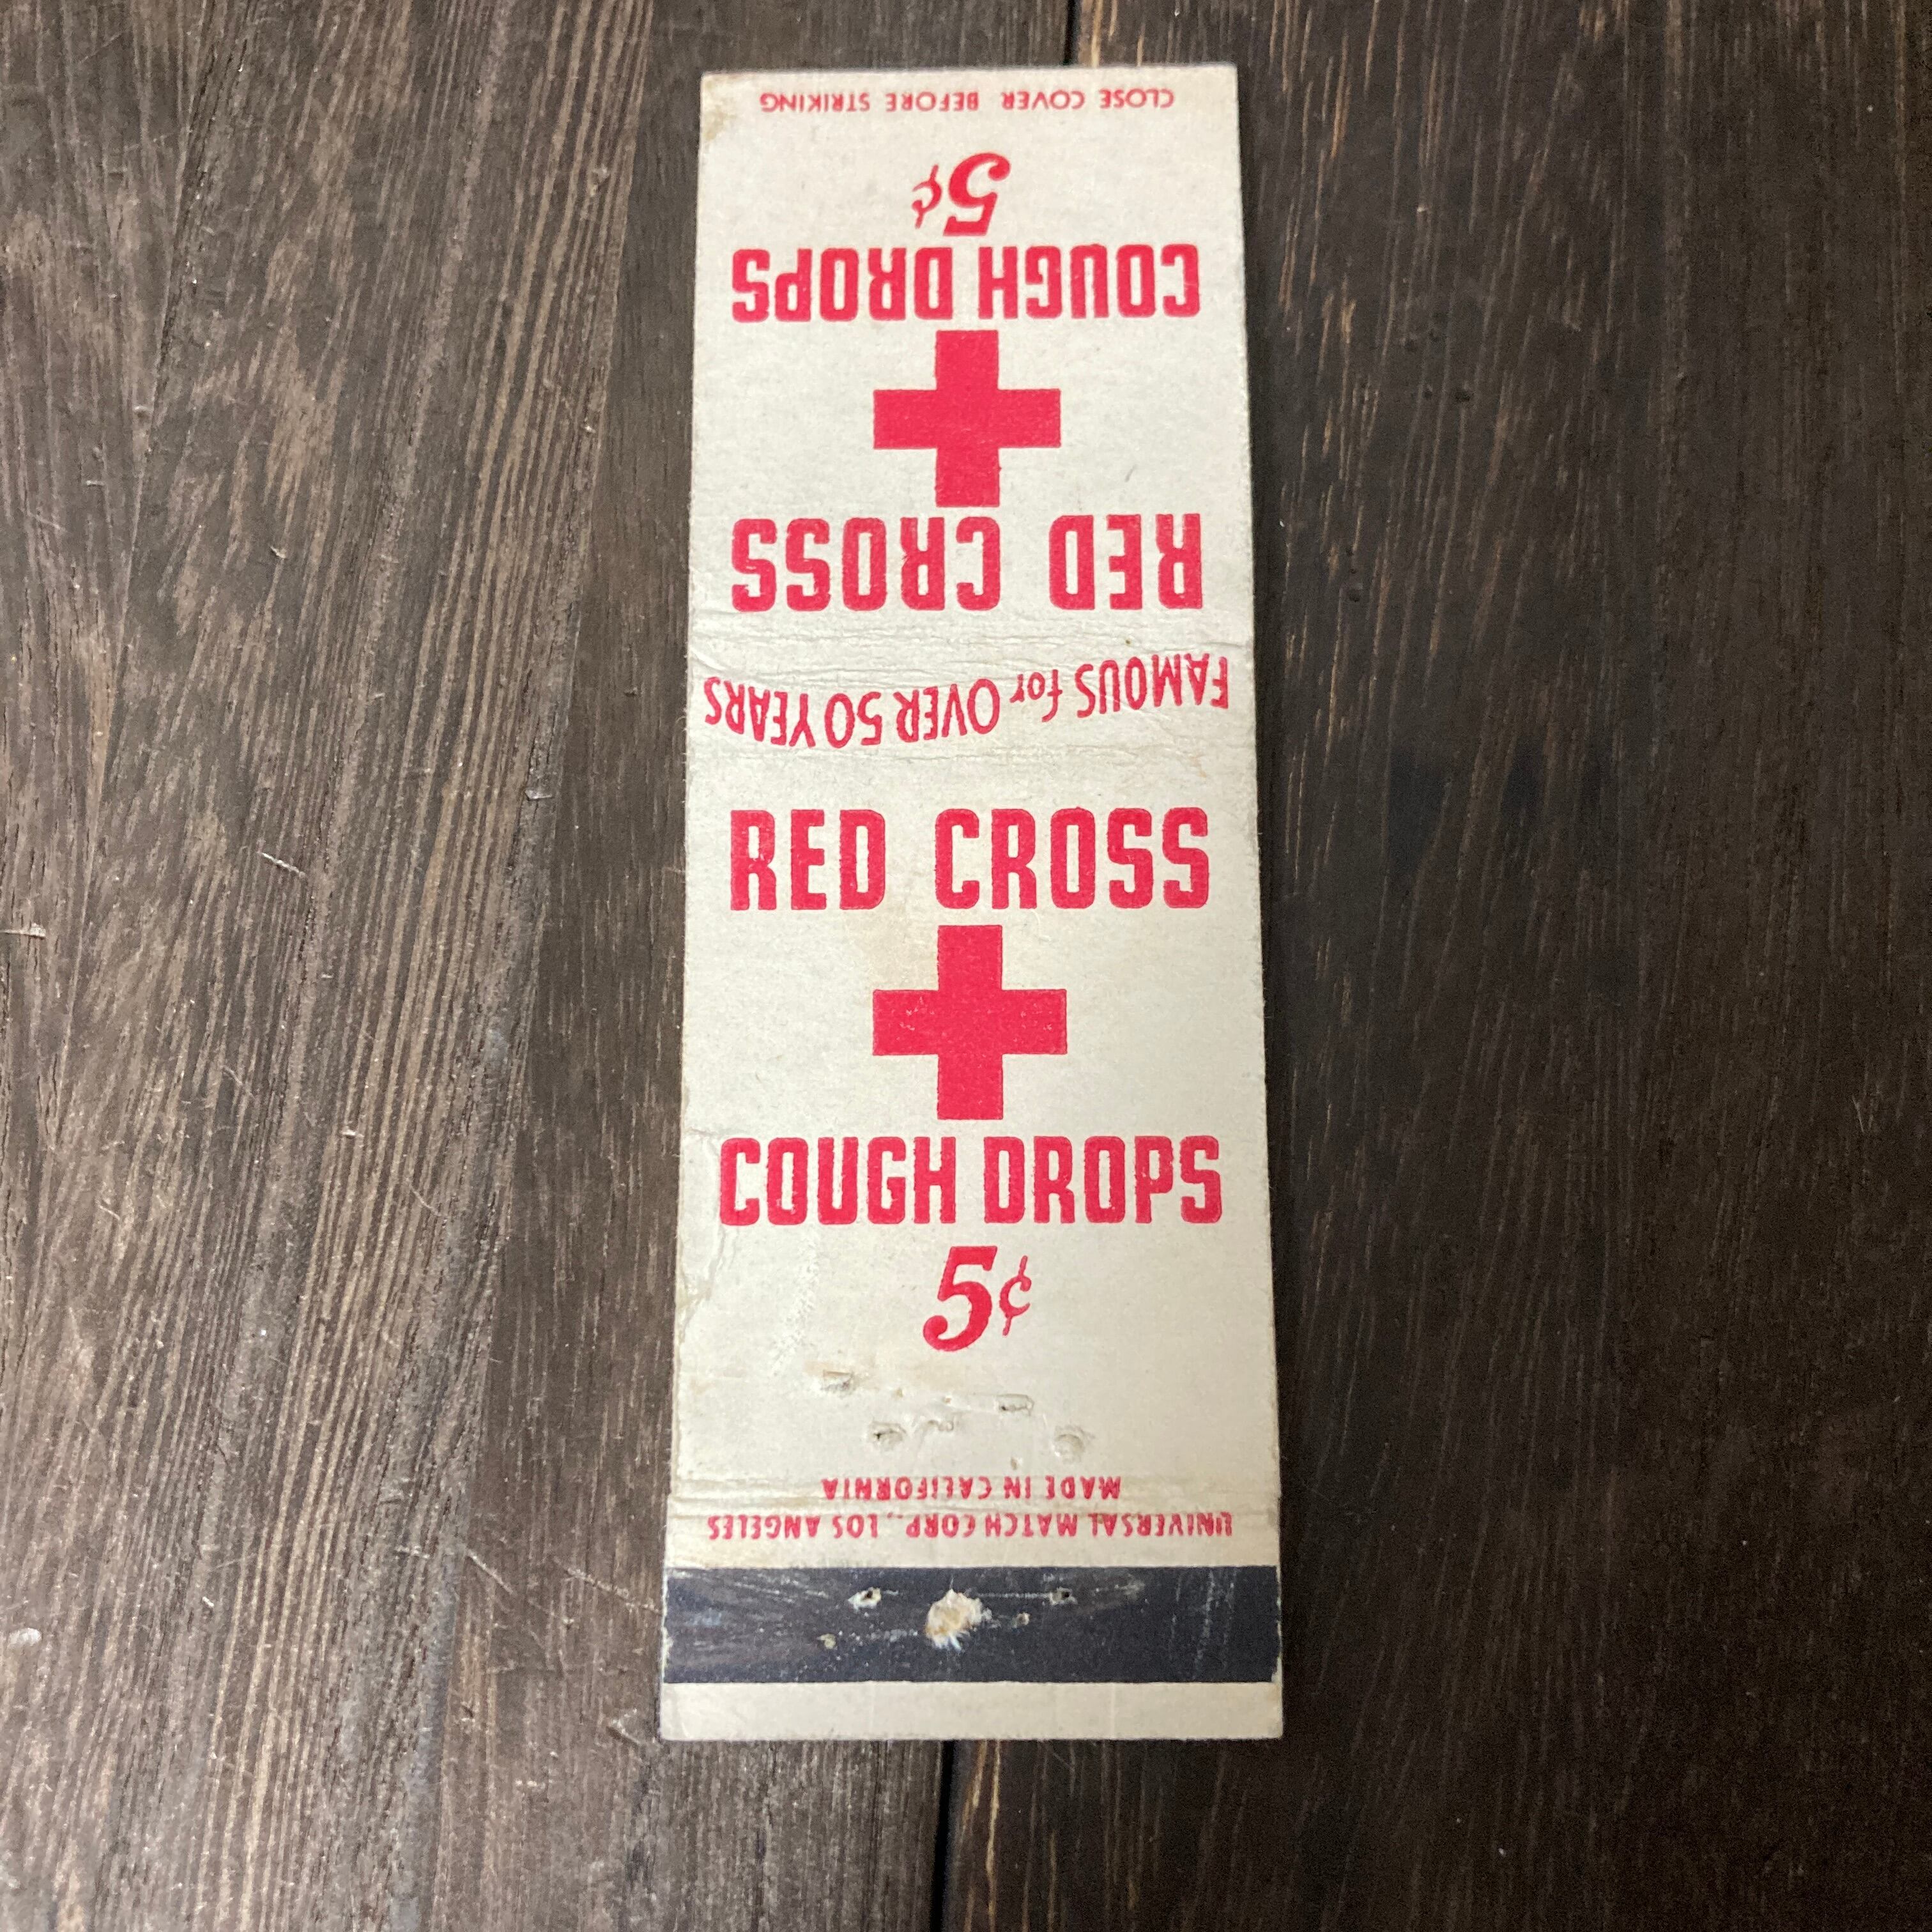 CLOSE COVER BEFORE STRIKING
5¢
COUGH DROPS
RED CROSS
FAMOUS for OVER 50 YEARS
RED CROSS
COUGH DROPS
5¢
MADE IN CALIFORNIA
UNIVERSAL MATCH CORP., LOS ANGELES